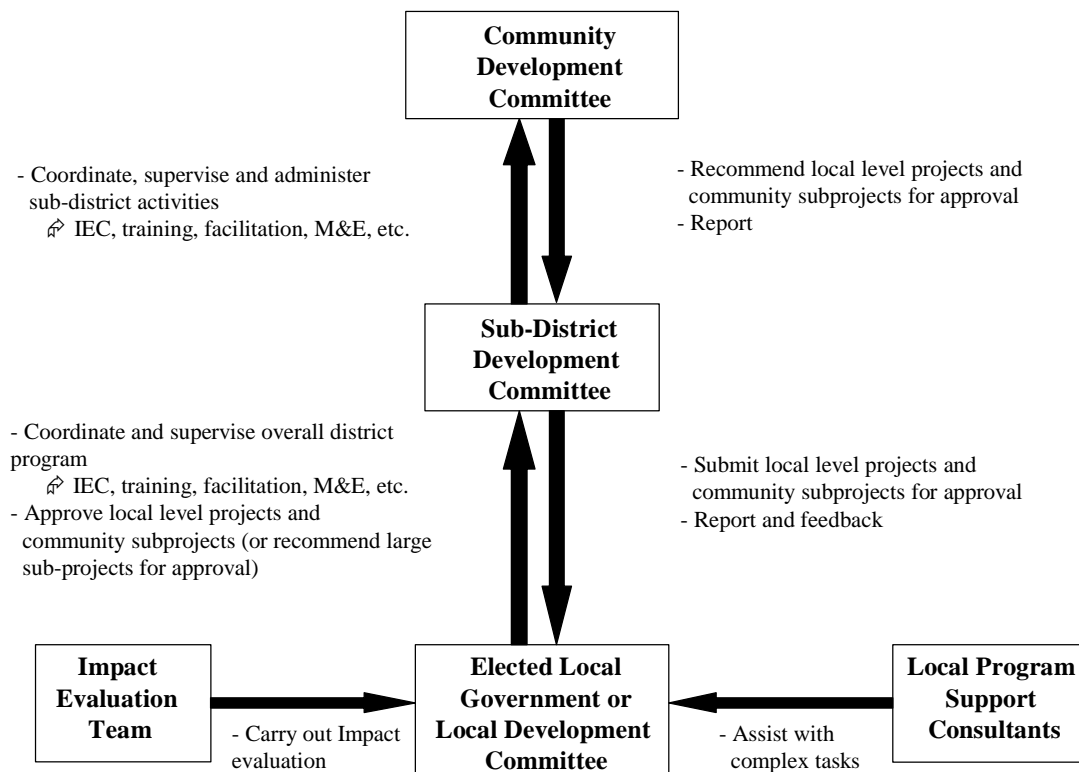 Community
Development
Committee
- Coordinate, supervise and administer
sub-district activities
IEC, training, facilitation, M&E, etc.
- Recommend local level projects and
community subprojects for approval
- Report
Sub-District
Development
Committee
- Coordinate and supervise overall district
program
IEC, training, facilitation, M&E, etc.
- Approve local level projects and
community subprojects (or recommend large
sub-projects for approval)
- Submit local level projects and
community subprojects for approval
- Report and feedback
Impact
Evaluation
Team
- Carry out Impact
evaluation
Elected Local
Government or
Local Development
Committee
- Assist with
complex tasks
Local Program
Support
Consultants